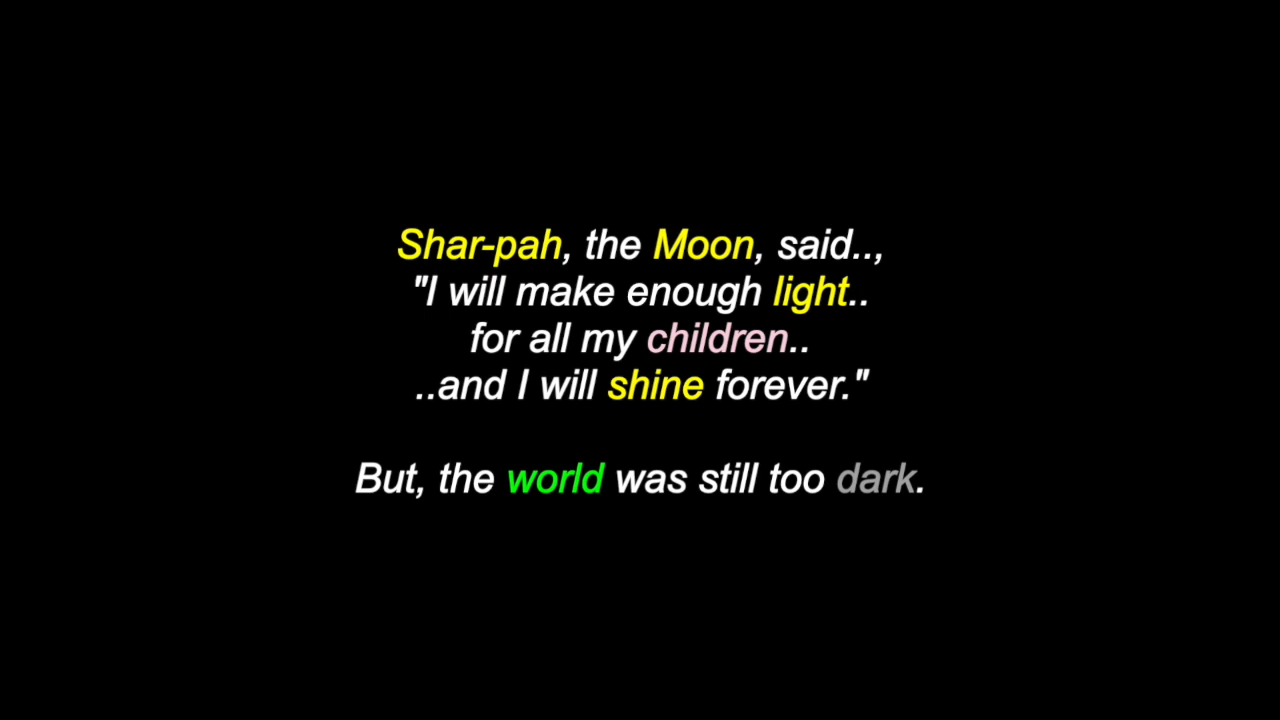 Shar-pah, the Moon, said..,
"I will make enough light..
for all my children..
..and I will shine forever."
But, the world was still too dark.